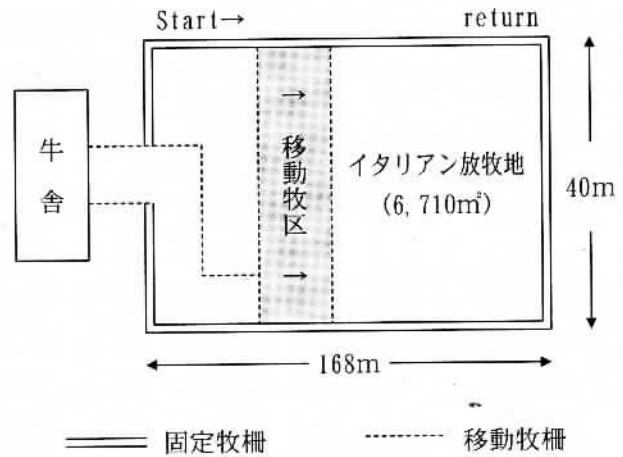 Start→ return
牛舎
→
移動牧区
→
イタリアン放牧地
(6,710㎡)
40m
168m
固定牧柵 移動牧柵